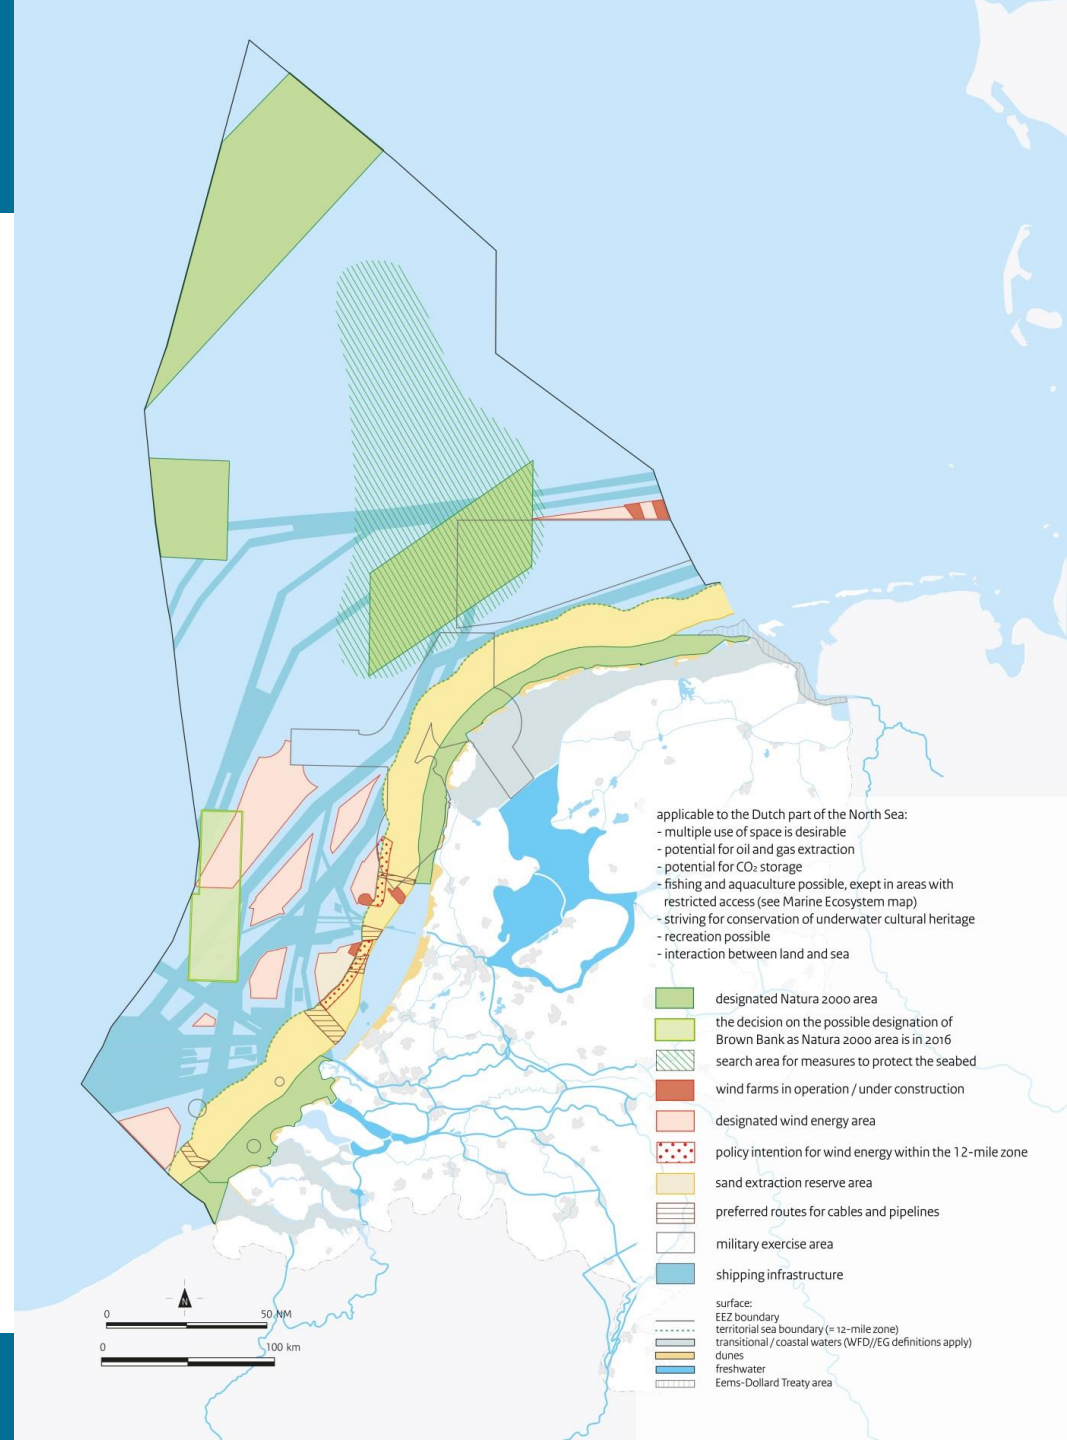 applicable to the Dutch part of the North Sea:
- multiple use of space is desirable
- potential for oil and gas extraction
- potential for CO₂ storage
- fishing and aquaculture possible, exept in areas with
restricted access (see Marine Ecosystem map)
- striving for conservation of underwater cultural heritage
- recreation possible
- interaction between land and sea
designated Natura 2000 area
the decision on the possible designation of
Brown Bank as Natura 2000 area is in 2016
search area for measures to protect the seabed
wind farms in operation / under construction
designated wind energy area
policy intention for wind energy within the 12-mile zone
sand extraction reserve area
preferred routes for cables and pipelines
military exercise area
shipping infrastructure
surface:
EEZ boundary
territorial sea boundary (= 12-mile zone)
transitional / coastal waters (WFD//EG definitions apply)
dunes
freshwater
Eems-Dollard Treaty area
N
0 50 NM
0 100 km